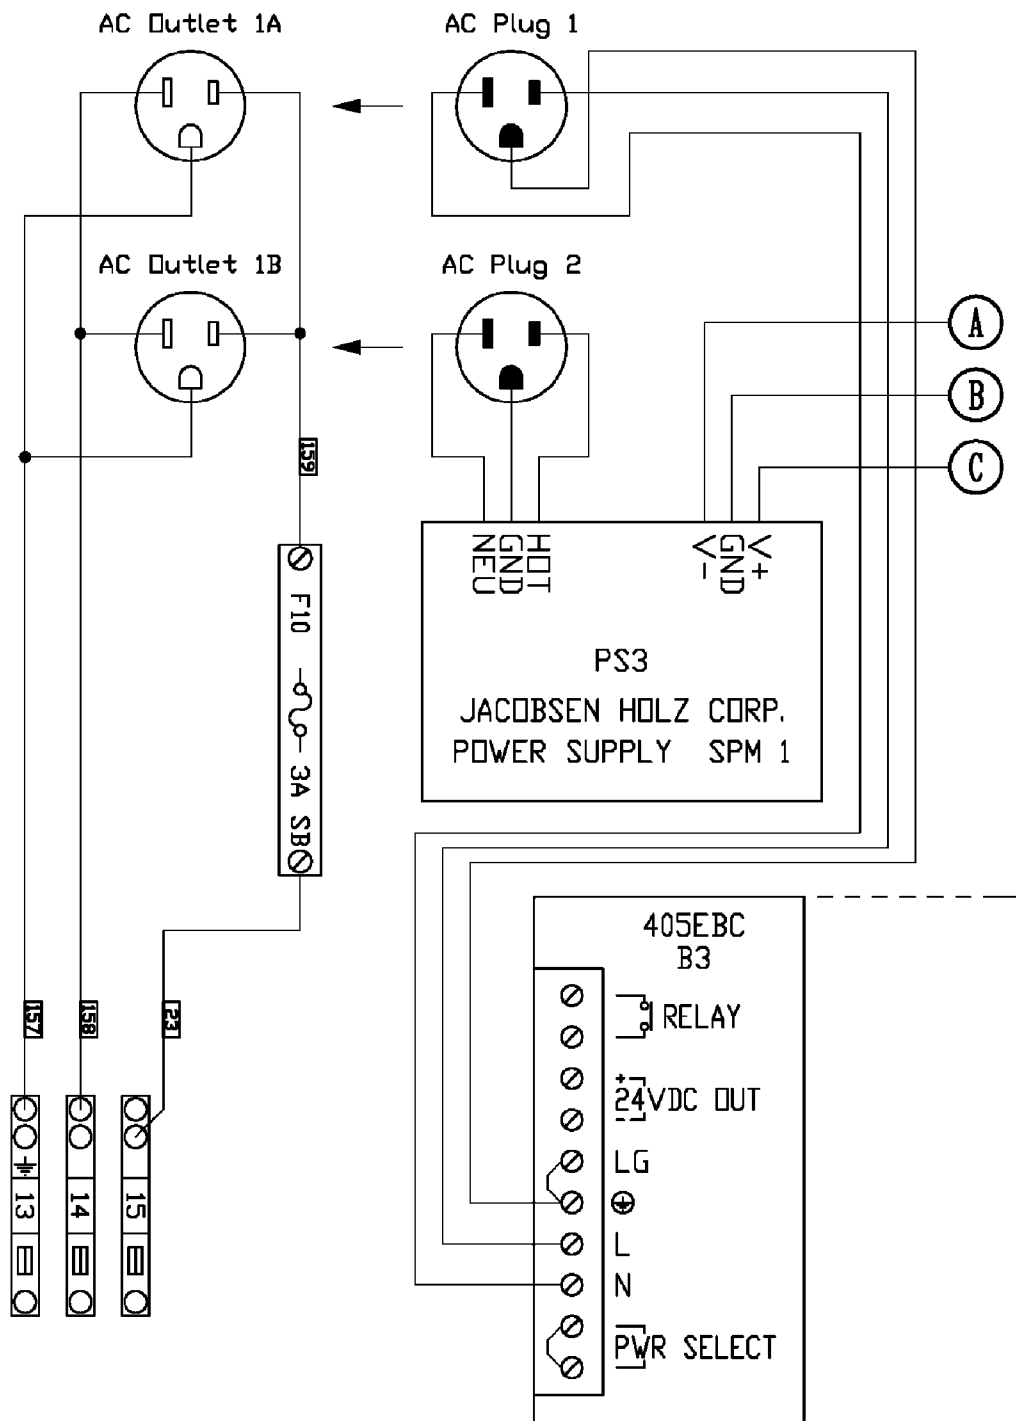 AC Outlet 1A
AC Plug 1
AC Outlet 1B
AC Plug 2
A
B
C
159
NEU
GND
HOT
V-
GND
V+
F10
3A SB
PS3
JACOBSEN HOLZ CORP.
POWER SUPPLY SPM 1
405EBC
B3
RELAY
+
24VDC OUT
-
LG
L
N
PWR SELECT
157
158
23
13
14
15